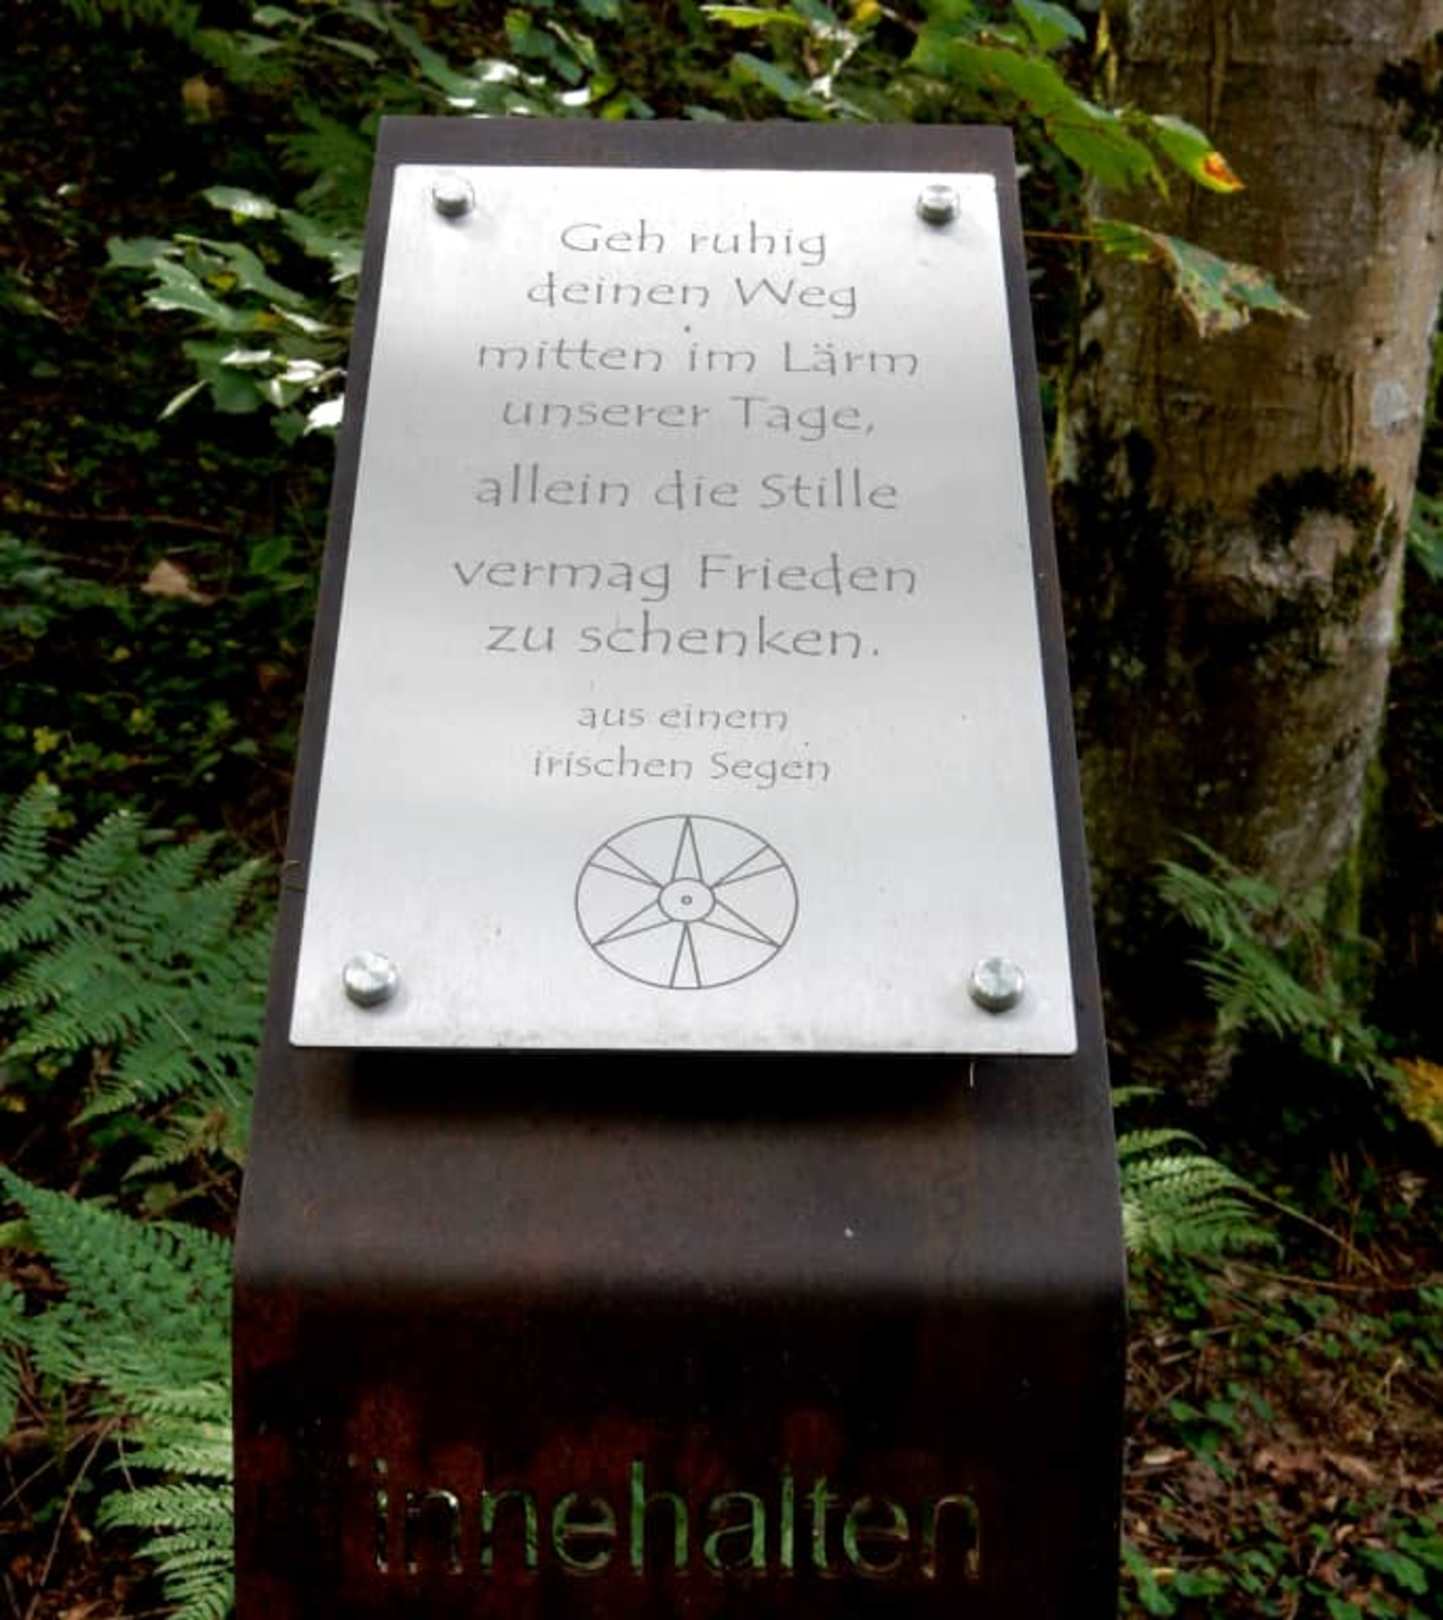 Geh ruhig
deinen Weg
mitten im Lärm
unserer Tage,
allein die Stille
vermag Frieden
zu schenken.
aus einem
irischen Segen
innehalten